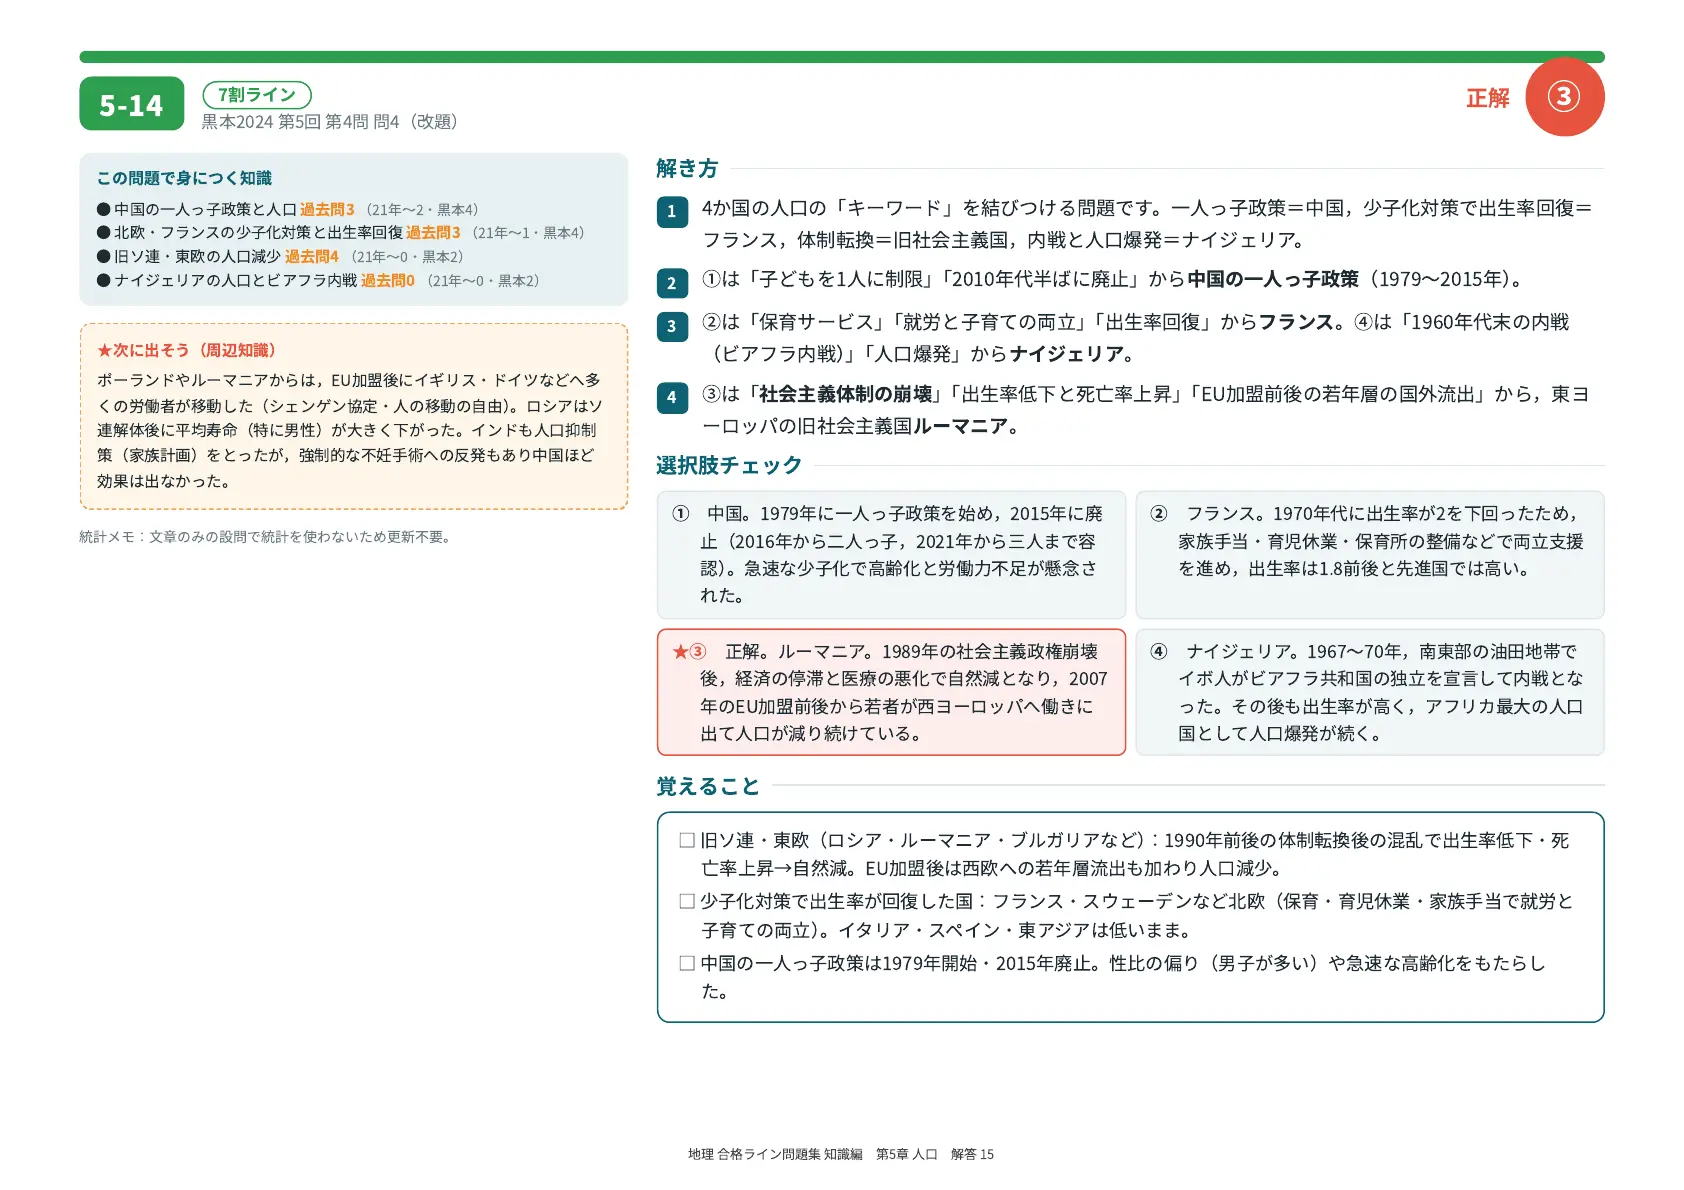 5-14
7割ライン
黒本2024 第5回 第4問 問4（改題）
正解 ③
この問題で身につく知識
● 中国の一人っ子政策と人口 過去問3 （21年〜2・黒本4）
● 北欧・フランスの少子化対策と出生率回復 過去問3 （21年〜1・黒本4）
● 旧ソ連・東欧の人口減少 過去問4 （21年〜0・黒本2）
● ナイジェリアの人口とビアフラ内戦 過去問0 （21年〜0・黒本2）
★次に出そう（周辺知識）
ポーランドやルーマニアからは，EU加盟後にイギリス・ドイツなどへ多
くの労働者が移動した（シェンゲン協定・人の移動の自由）。ロシアはソ
連解体後に平均寿命（特に男性）が大きく下がった。インドも人口抑制
策（家族計画）をとったが，強制的な不妊手術への反発もあり中国ほど
効果は出なかった。
統計メモ：文章のみの設問で統計を使わないため更新不要。
解き方
1 4か国の人口の「キーワード」を結びつける問題です。一人っ子政策＝中国，少子化対策で出生率回復＝
フランス，体制転換＝旧社会主義国，内戦と人口爆発＝ナイジェリア。
2 ①は「子どもを1人に制限」「2010年代半ばに廃止」から中国の一人っ子政策（1979〜2015年）。
3 ②は「保育サービス」「就労と子育ての両立」「出生率回復」からフランス。④は「1960年代末の内戦
（ビアフラ内戦）」「人口爆発」からナイジェリア。
4 ③は「社会主義体制の崩壊」「出生率低下と死亡率上昇」「EU加盟前後の若年層の国外流出」から，東ヨ
ーロッパの旧社会主義国ルーマニア。
選択肢チェック
① 中国。1979年に一人っ子政策を始め，2015年に廃
止（2016年から二人っ子，2021年から三人まで容
認）。急速な少子化で高齢化と労働力不足が懸念さ
れた。
② フランス。1970年代に出生率が2を下回ったため，
家族手当・育児休業・保育所の整備などで両立支援
を進め，出生率は1.8前後と先進国では高い。
★③ 正解。ルーマニア。1989年の社会主義政権崩壊
後，経済の停滞と医療の悪化で自然減となり，2007
年のEU加盟前後から若者が西ヨーロッパへ働きに
出て人口が減り続けている。
④ ナイジェリア。1967〜70年，南東部の油田地帯で
イボ人がビアフラ共和国の独立を宣言して内戦とな
った。その後も出生率が高く，アフリカ最大の人口
国として人口爆発が続く。
覚えること
□ 旧ソ連・東欧（ロシア・ルーマニア・ブルガリアなど）：1990年前後の体制転換後の混乱で出生率低下・死
亡率上昇→自然減。EU加盟後は西欧への若年層流出も加わり人口減少。
□ 少子化対策で出生率が回復した国：フランス・スウェーデンなど北欧（保育・育児休業・家族手当で就労と
子育ての両立）。イタリア・スペイン・東アジアは低いまま。
□ 中国の一人っ子政策は1979年開始・2015年廃止。性比の偏り（男子が多い）や急速な高齢化をもたらし
た。
地理 合格ライン問題集 知識編 第5章 人口 解答 15